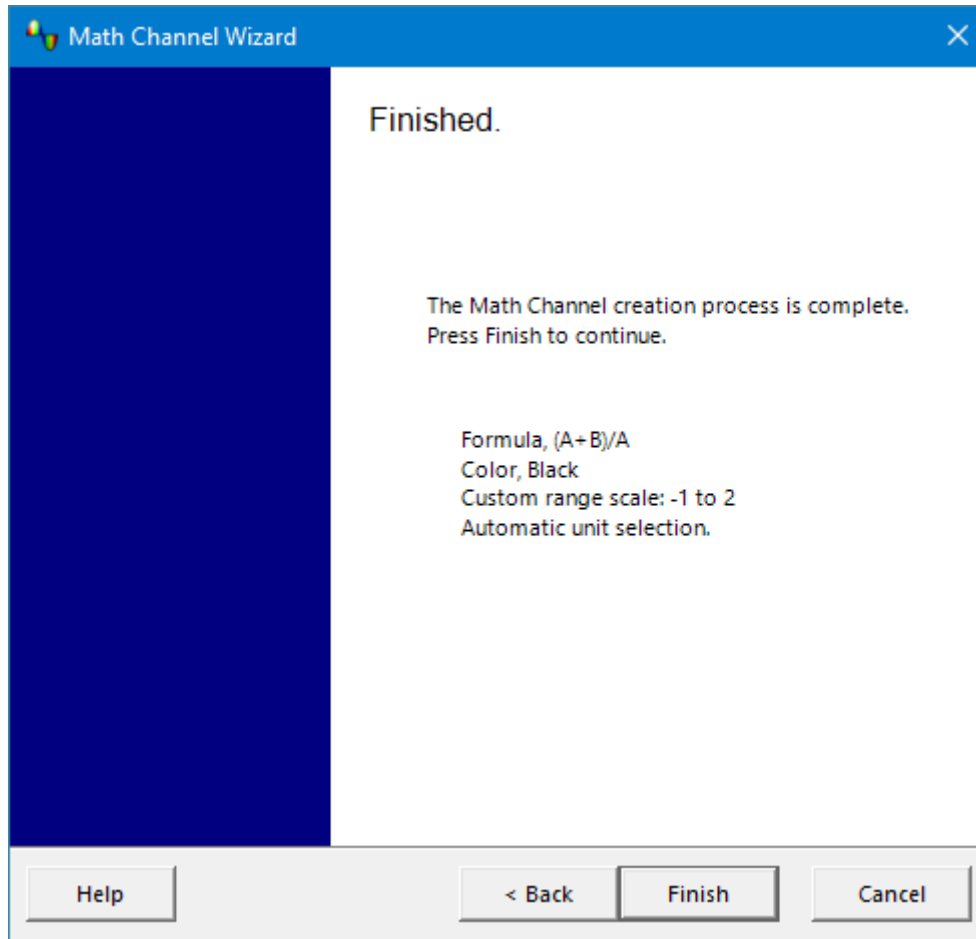 Math Channel Wizard
Finished.
The Math Channel creation process is complete.
Press Finish to continue.
Formula, (A+B)/A
Color, Black
Custom range scale: -1 to 2
Automatic unit selection.
Help
< Back
Finish
Cancel